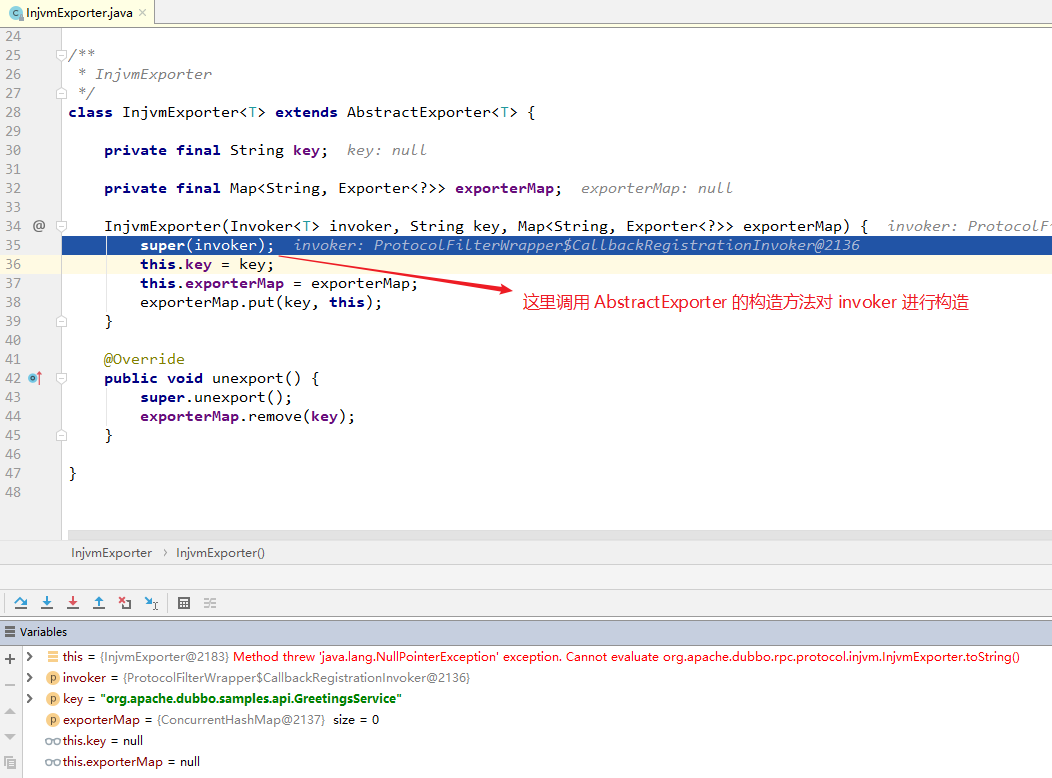 InjvmExporter.java
24
25 /**
26  * InjvmExporter
27  */
28 class InjvmExporter<T> extends AbstractExporter<T> {
29
30     private final String key;  key: null
31
32     private final Map<String, Exporter<?>> exporterMap;  exporterMap: null
33
34 @    InjvmExporter(Invoker<T> invoker, String key, Map<String, Exporter<?>> exporterMap) {  invoker: ProtocolF
35         super(invoker);  invoker: ProtocolFilterWrapper$CallbackRegistrationInvoker@2136
36         this.key = key;
37         this.exporterMap = exporterMap;
38         exporterMap.put(key, this);
这里调用 AbstractExporter 的构造方法对 invoker 进行构造
39     }
40
41     @Override
42     public void unexport() {
43         super.unexport();
44         exporterMap.remove(key);
45     }
46
47 }
48
InjvmExporter › InjvmExporter()
Variables
this = {InjvmExporter@2183} Method threw 'java.lang.NullPointerException' exception. Cannot evaluate org.apache.dubbo.rpc.protocol.injvm.InjvmExporter.toString()
invoker = {ProtocolFilterWrapper$CallbackRegistrationInvoker@2136}
key = "org.apache.dubbo.samples.api.GreetingsService"
exporterMap = {ConcurrentHashMap@2137}  size = 0
this.key = null
this.exporterMap = null